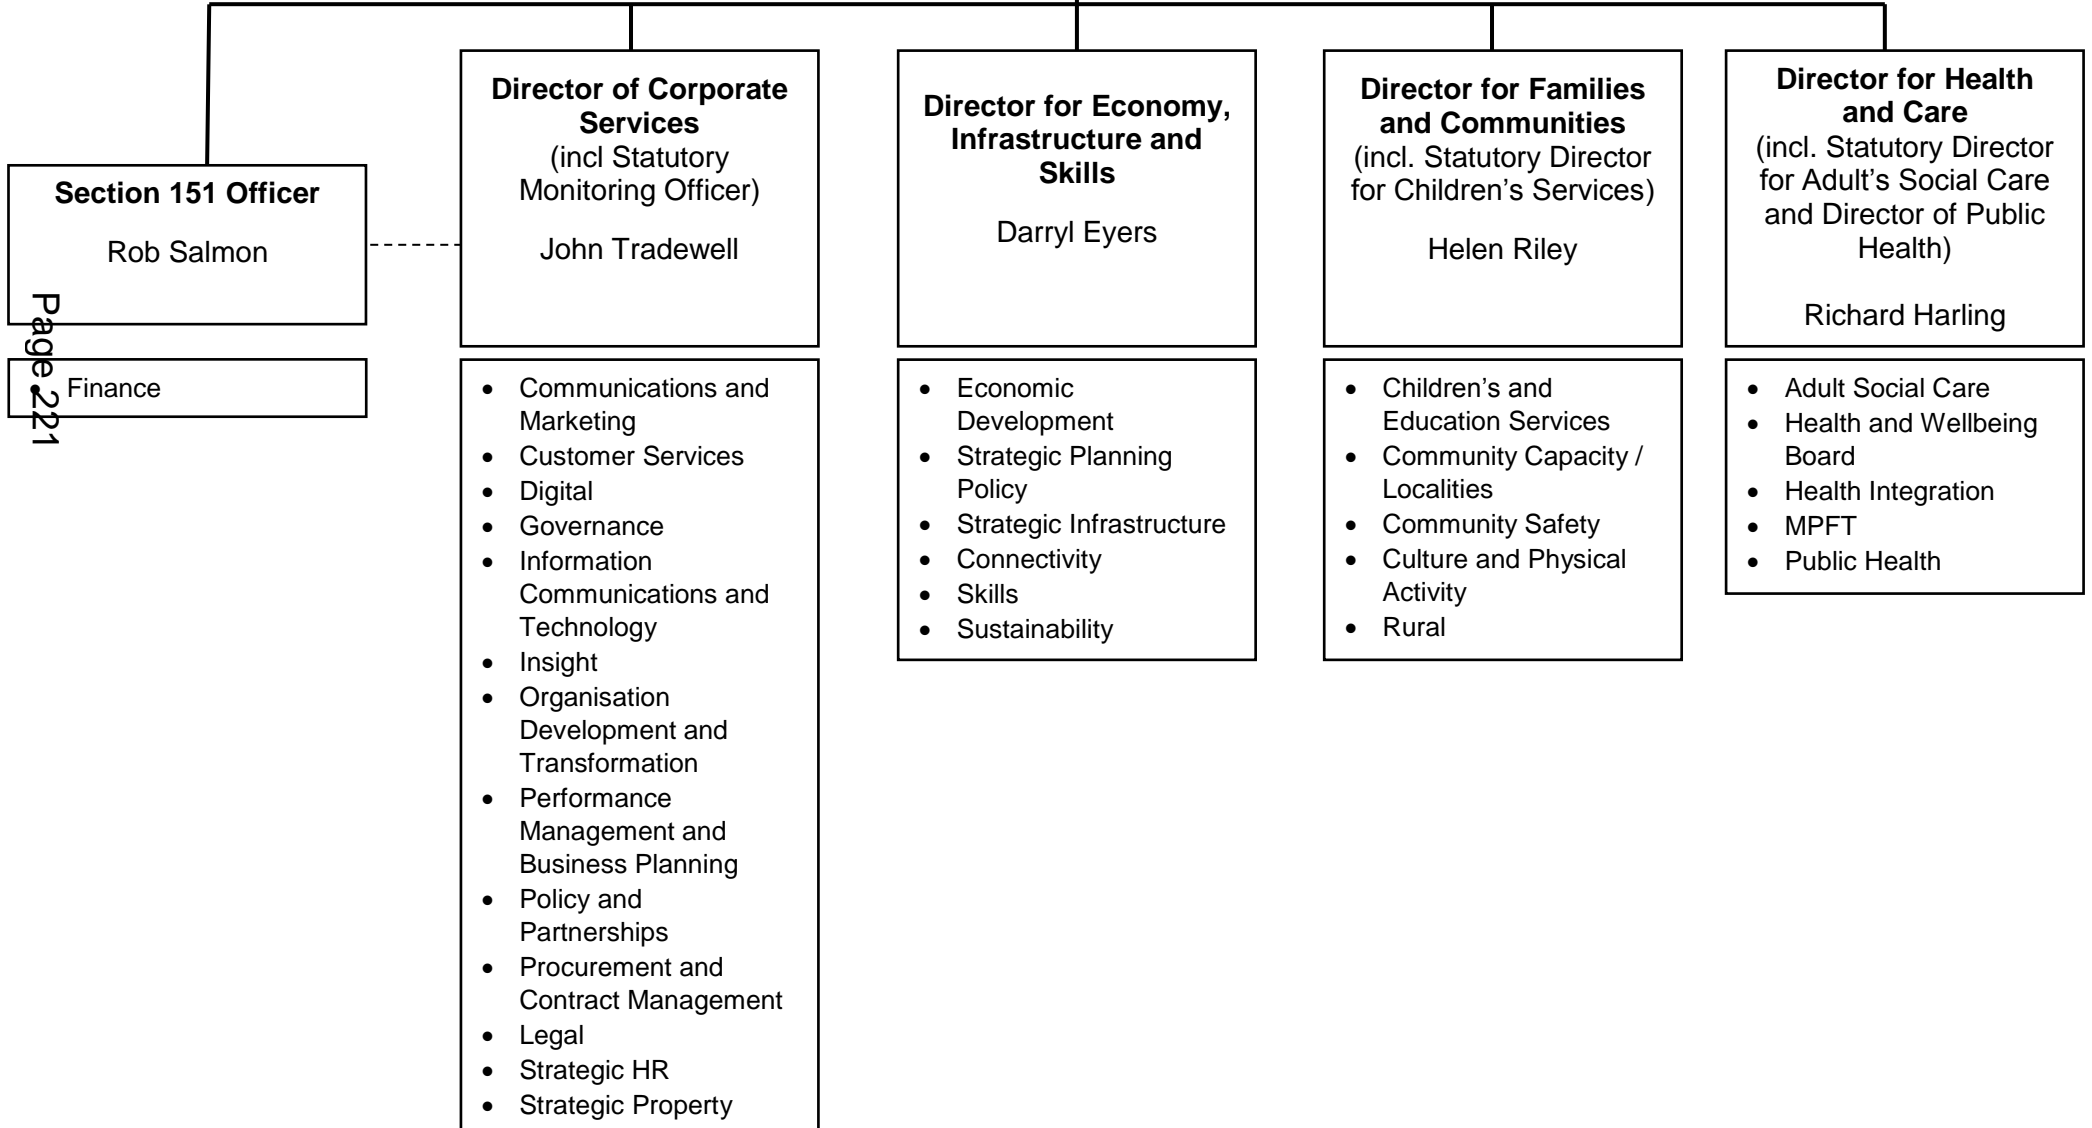 Section 151 Officer
Rob Salmon
Finance
Page 221
Director of Corporate
Services
(incl Statutory
Monitoring Officer)
John Tradewell
Communications and
Marketing
Customer Services
Digital
Governance
Information
Communications and
Technology
Insight
Organisation
Development and
Transformation
Performance
Management and
Business Planning
Policy and
Partnerships
Procurement and
Contract Management
Legal
Strategic HR
Strategic Property
Director for Economy,
Infrastructure and
Skills
Darryl Eyers
Economic
Development
Strategic Planning
Policy
Strategic Infrastructure
Connectivity
Skills
Sustainability
Director for Families
and Communities
(incl. Statutory Director
for Children’s Services)
Helen Riley
Children’s and
Education Services
Community Capacity /
Localities
Community Safety
Culture and Physical
Activity
Rural
Director for Health
and Care
(incl. Statutory Director
for Adult’s Social Care
and Director of Public
Health)
Richard Harling
Adult Social Care
Health and Wellbeing
Board
Health Integration
MPFT
Public Health